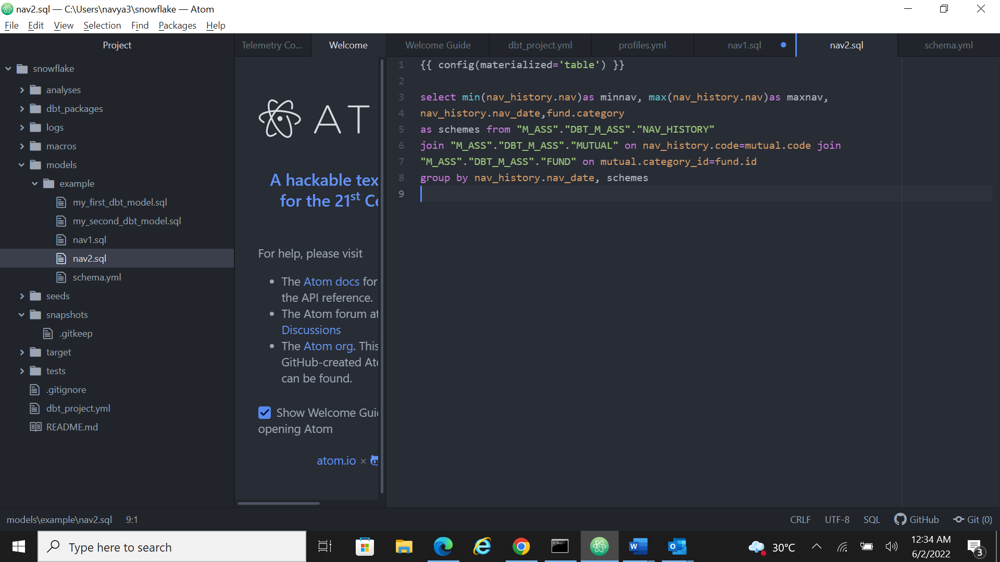 nav2.sql — C:\Users\navya3\snowflake — Atom
File Edit View Selection Find Packages Help
Project
snowflake
analyses
dbt_packages
logs
macros
models
example
my_first_dbt_model.sql
my_second_dbt_model.sql
nav1.sql
nav2.sql
schema.yml
seeds
snapshots
.gitkeep
target
tests
.gitignore
dbt_project.yml
README.md
Telemetry Co... Welcome
AT
A hackable tex
for the 21st Ce
For help, please visit
• The Atom docs for
the API reference.
• The Atom forum at
Discussions
• The Atom org. This
GitHub-created Ato
can be found.
Show Welcome Guid
opening Atom
atom.io ×
Welcome Guide dbt_project.yml profiles.yml nav1.sql nav2.sql schema.yml
1 {{ config(materialized='table') }}
2
3 select min(nav_history.nav)as minnav, max(nav_history.nav)as maxnav,
4 nav_history.nav_date,fund.category
5 as schemes from "M_ASS"."DBT_M_ASS"."NAV_HISTORY"
6 join "M_ASS"."DBT_M_ASS"."MUTUAL" on nav_history.code=mutual.code join
7 "M_ASS"."DBT_M_ASS"."FUND" on mutual.category_id=fund.id
8 group by nav_history.nav_date, schemes
9
models\example\nav2.sql 9:1
CRLF UTF-8 SQL GitHub Git (0)
Type here to search
30°C
12:34 AM
6/2/2022
3